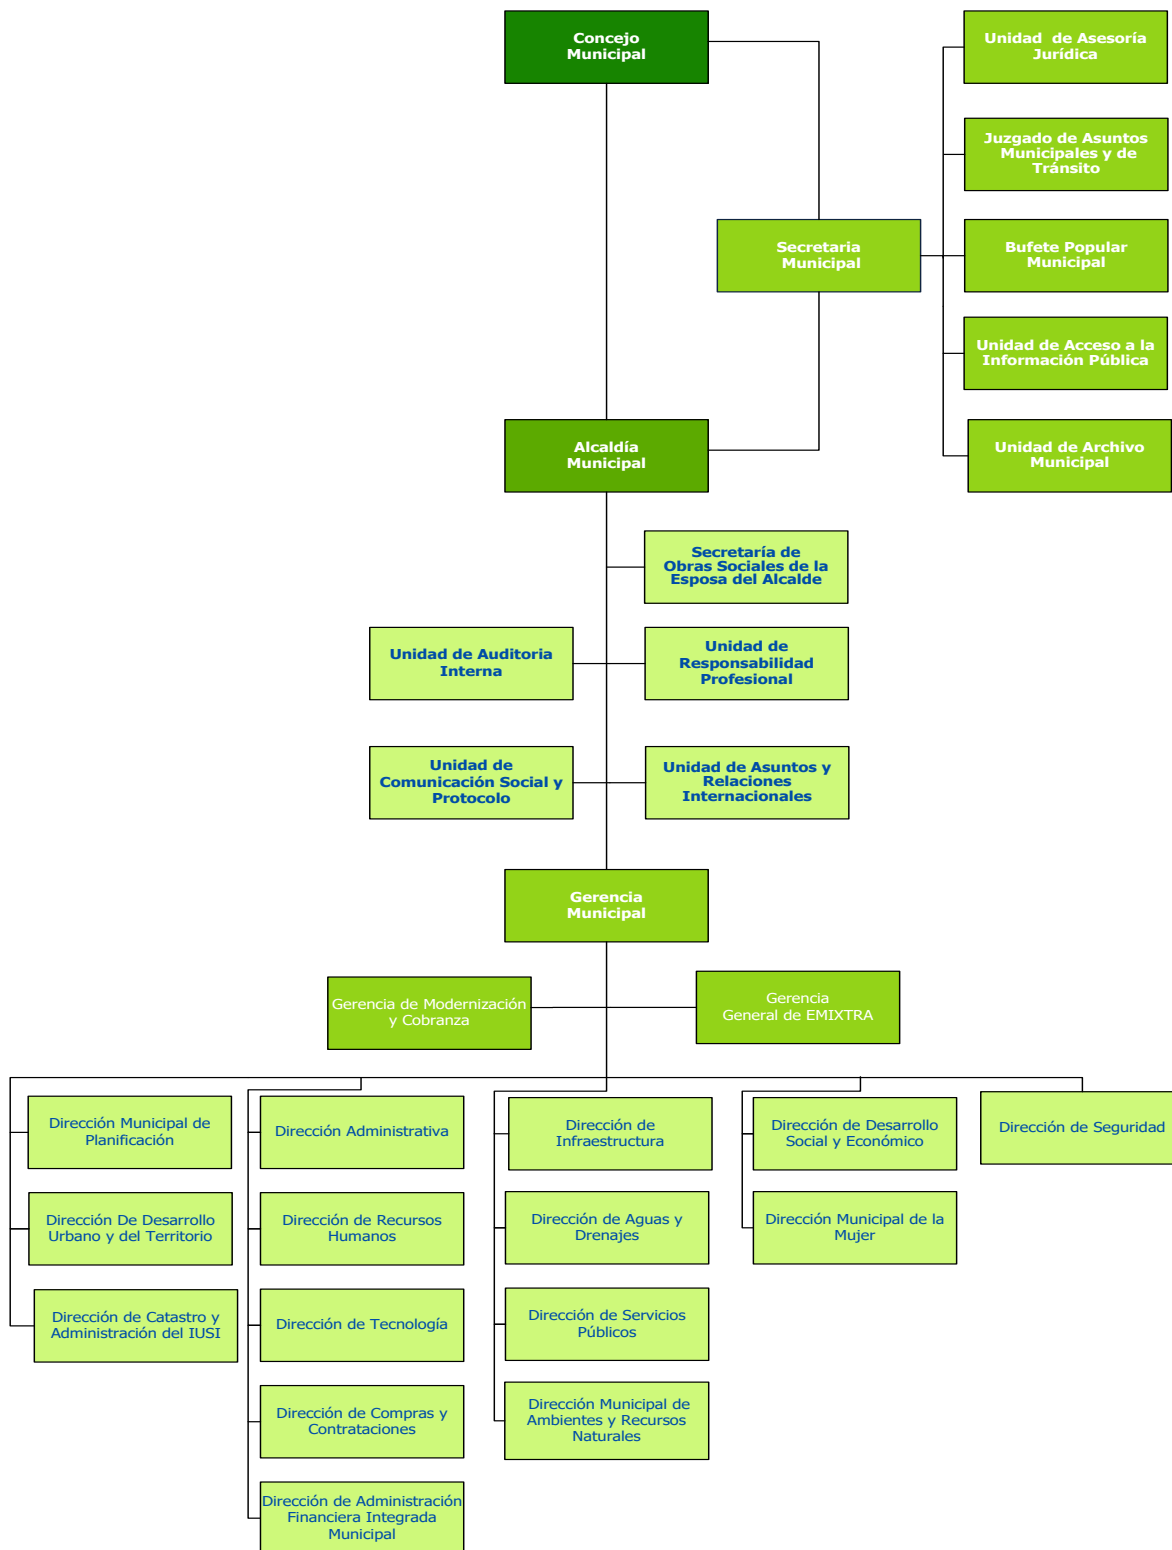 Concejo
Municipal
Unidad de Asesoría
Jurídica
Juzgado de Asuntos
Municipales y de
Tránsito
Secretaria
Municipal
Bufete Popular
Municipal
Unidad de Acceso a la
Información Pública
Alcaldía
Municipal
Unidad de Archivo
Municipal
Secretaría de
Obras Sociales de la
Esposa del Alcalde
Unidad de Auditoria
Interna
Unidad de
Responsabilidad
Profesional
Unidad de
Comunicación Social y
Protocolo
Unidad de Asuntos y
Relaciones
Internacionales
Gerencia
Municipal
Gerencia de Modernización
y Cobranza
Gerencia
General de EMIXTRA
Dirección Municipal de
Planificación
Dirección Administrativa
Dirección de
Infraestructura
Dirección de Desarrollo
Social y Económico
Dirección de Seguridad
Dirección De Desarrollo
Urbano y del Territorio
Dirección de Recursos
Humanos
Dirección de Aguas y
Drenajes
Dirección Municipal de la
Mujer
Dirección de Catastro y
Administración del IUSI
Dirección de Tecnología
Dirección de Servicios
Públicos
Dirección de Compras y
Contrataciones
Dirección Municipal de
Ambientes y Recursos
Naturales
Dirección de Administración
Financiera Integrada
Municipal